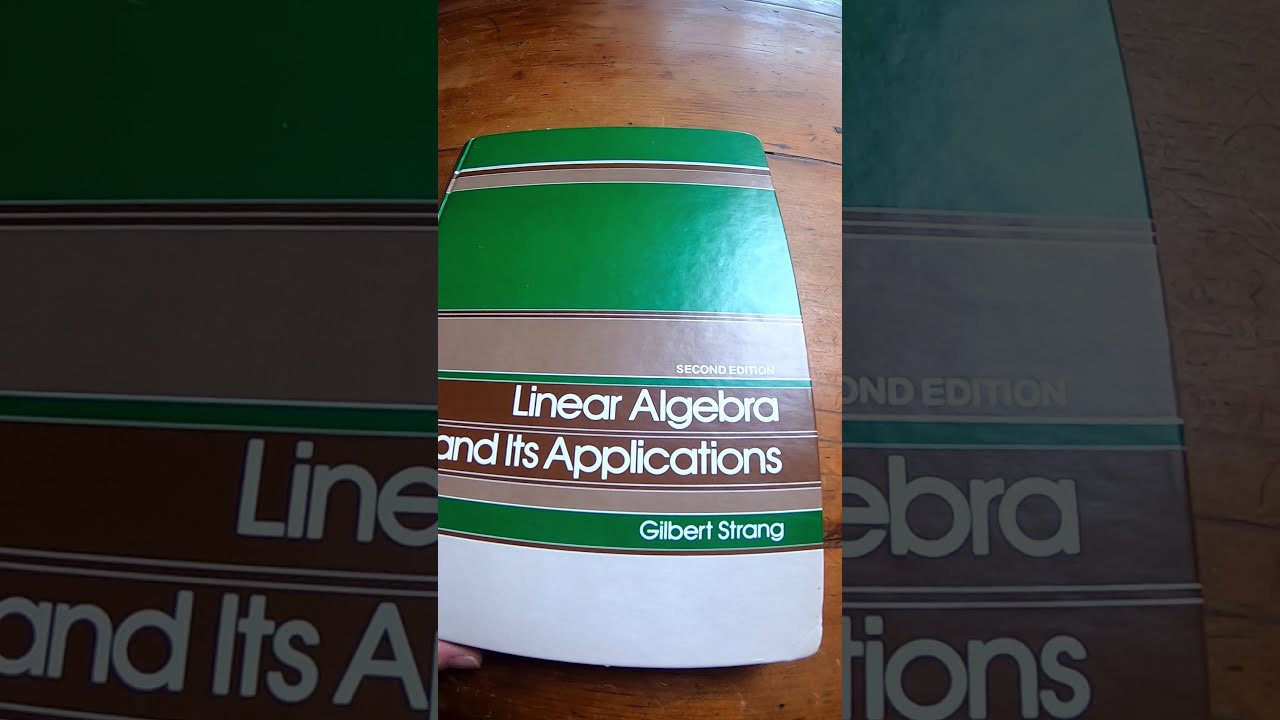 SECOND EDITION
Linear Algebra
and Its Applications
Gilbert Strang